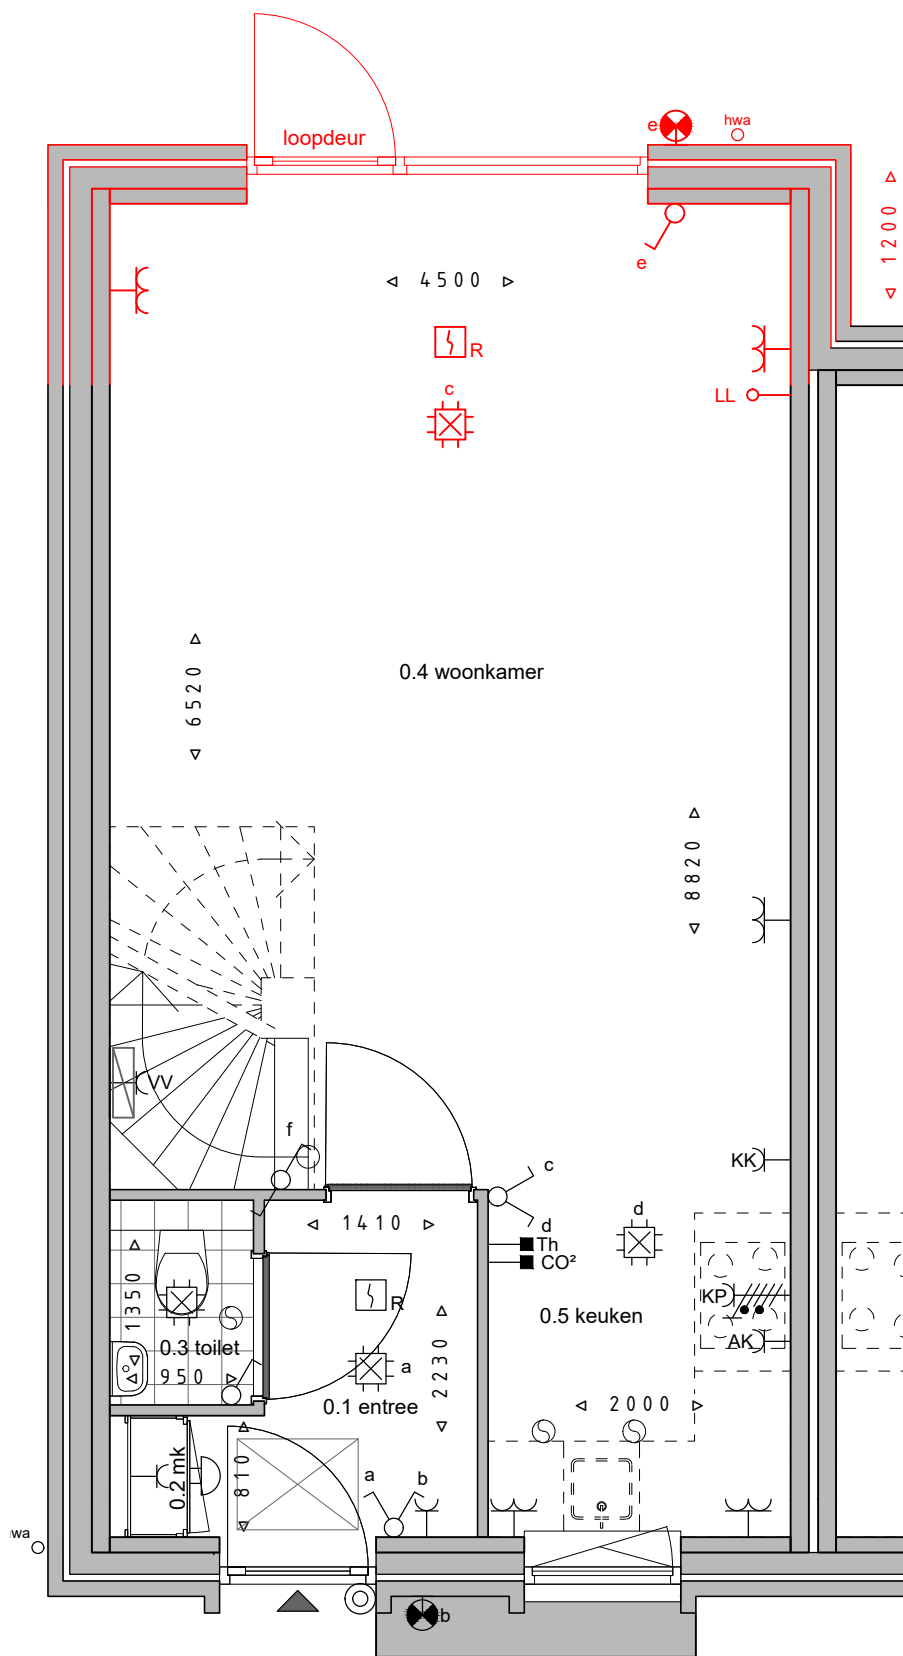 loopdeur
e
hwa
1200
e
4500
R
c
LL
0.4 woonkamer
6520
8820
VV
f
KK
c
d
d
1410
Th
CO²
1350
R
KP
0.5 keuken
0.3 toilet
AK
a
950
2230
0.1 entree
2000
0.2 mk
810
a
b
wa
b